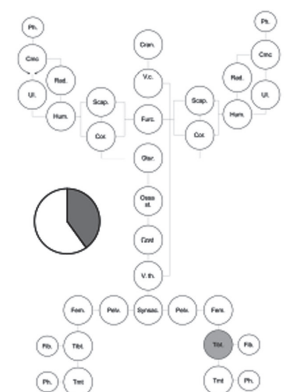 Ph. Ph.
Cran.
Cmc Cmc
Rad. V.c. Rad.
Ul. Ul.
Scap. Scap.
Hum. Furc. Hum.
Cor. Cor.
Ster.
Ossa st.
Cost
V. th.
Fem. Pelv. Synsac. Pelv. Fem.
Fib. Tibt. Fib.
Ph. Tmt Tmt Ph.